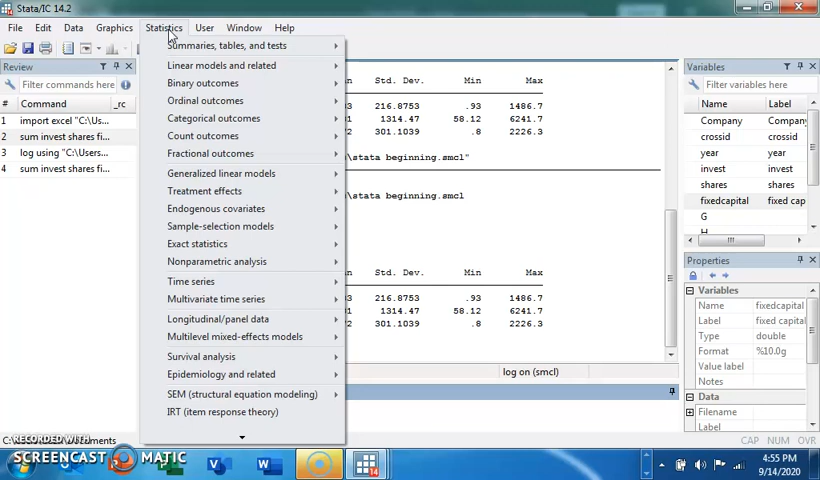 Stata/IC 14.2
File Edit Data Graphics Statistics User Window Help
Review
Filter commands here
# Command _rc
1 import excel "C:\U...
2 sum invest shares fi...
3 log using "C:\Users...
4 sum invest shares fi...
Summaries, tables, and tests
Linear models and related
Binary outcomes
Ordinal outcomes
Categorical outcomes
Count outcomes
Fractional outcomes
Generalized linear models
Treatment effects
Endogenous covariates
Sample-selection models
Exact statistics
Nonparametric analysis
Time series
Multivariate time series
Longitudinal/panel data
Multilevel mixed-effects models
Survival analysis
Epidemiology and related
SEM (structural equation modeling)
IRT (item response theory)
Std. Dev. Min Max
216.8753 .93 1486.7
1314.47 58.12 6241.7
301.1039 .8 2226.3
\stata beginning.smcl"
\stata beginning.smcl
Std. Dev. Min Max
216.8753 .93 1486.7
1314.47 58.12 6241.7
301.1039 .8 2226.3
log on (smcl)
Variables
Filter variables here
Name Label
Company Company
crossid crossid
year year
invest invest
shares shares
fixedcapital fixed cap
G
H
Properties
Variables
Name fixedcapital
Label fixed capital
Type double
Format %10.0g
Value label
Notes
Data
Filename
CAP NUM OVR
RECORDED WITH
SCREENCAST MATIC
4:55 PM
9/14/2020